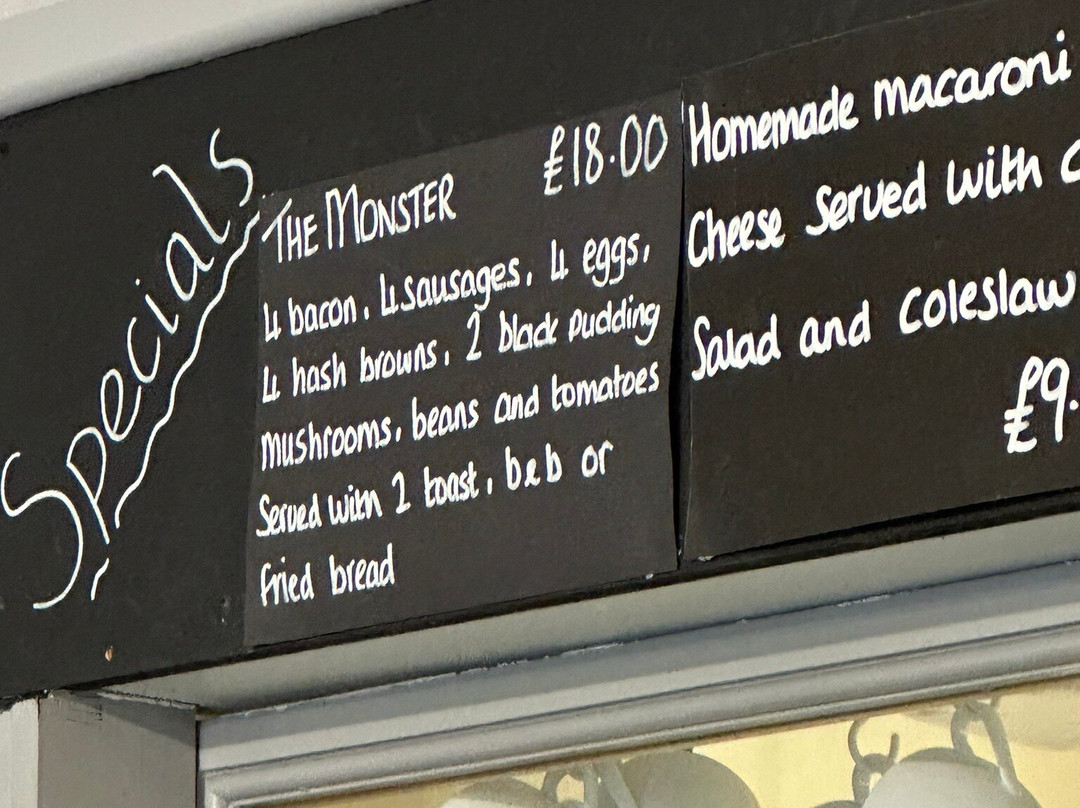 Specials
THE MONSTER £18.00
4 bacon, 4 sausages, 4 eggs,
4 hash browns, 2 black pudding
mushrooms, beans and tomatoes
Served with 2 toast, b&b or
fried bread
Homemade macaroni
Cheese served with
Salad and coleslaw
£9.